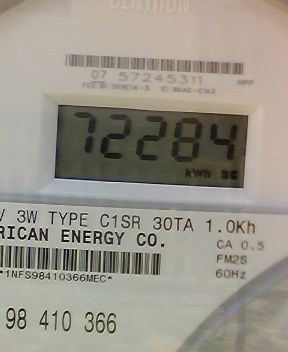 CENTRON
07 57245311
72284
kWh
V 3W TYPE C1SR 30TA 1.0Kh
RICAN ENERGY CO.
CA 0.5
FM2S
*1NFS98410366MEC*
60Hz
98 410 366